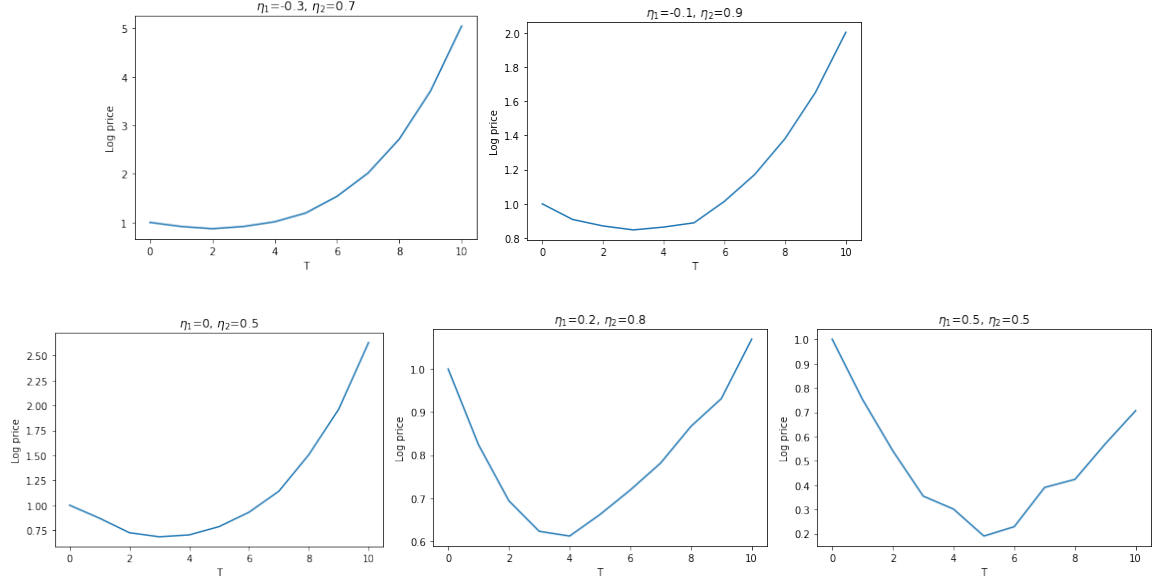 η₁=-0.3, η₂=0.7
5
4
3
2
1
Log price
0 2 4 6 8 10
T
η₁=-0.1, η₂=0.9
2.0
1.8
1.6
1.4
1.2
1.0
0.8
Log price
0 2 4 6 8 10
T
η₁=0, η₂=0.5
2.50
2.25
2.00
1.75
1.50
1.25
1.00
0.75
Log price
0 2 4 6 8 10
T
η₁=0.2, η₂=0.8
1.0
0.9
0.8
0.7
0.6
Log price
0 2 4 6 8 10
T
η₁=0.5, η₂=0.5
1.0
0.9
0.8
0.7
0.6
0.5
0.4
0.3
0.2
Log price
0 2 4 6 8 10
T